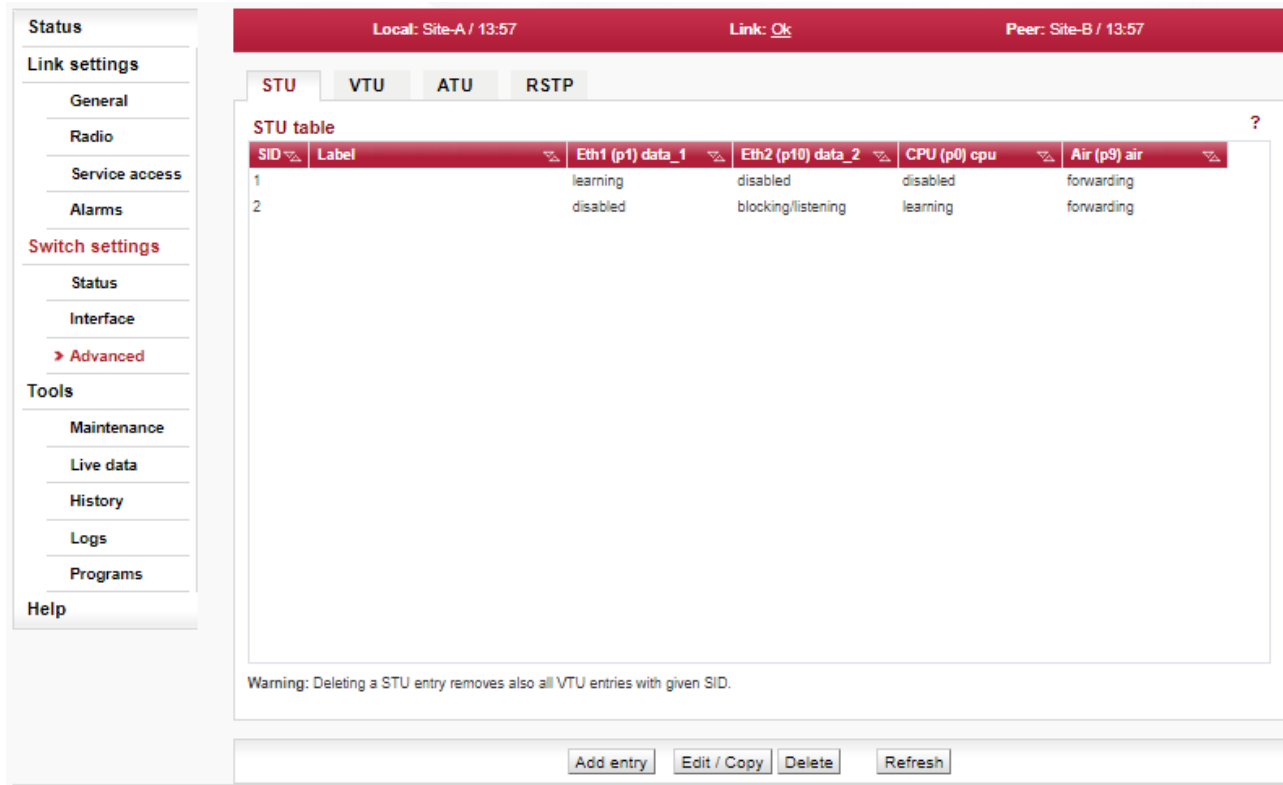 Status
Link settings
General
Radio
Service access
Alarms
Switch settings
Status
Interface
Advanced
Tools
Maintenance
Live data
History
Logs
Programs
Help
Local: Site-A / 13:57 Link: Ok Peer: Site-B / 13:57
STU VTU ATU RSTP
STU table ?
SID Label Eth1 (p1) data_1 Eth2 (p10) data_2 CPU (p0) cpu Air (p9) air
1 learning disabled disabled forwarding
2 disabled blocking/listening learning forwarding
Warning: Deleting a STU entry removes also all VTU entries with given SID.
Add entry Edit / Copy Delete Refresh